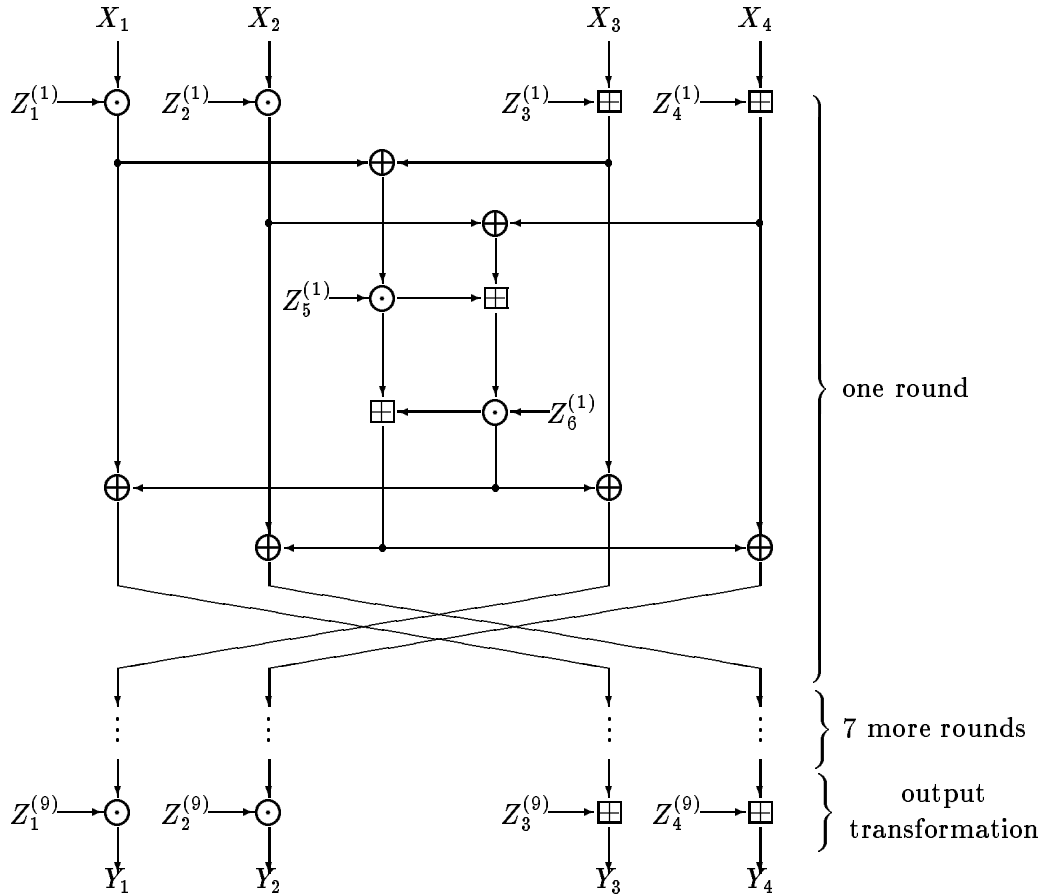 X₁ X₂ X₃ X₄
Z₁⁽¹⁾ Z₂⁽¹⁾ Z₃⁽¹⁾ Z₄⁽¹⁾
Z₅⁽¹⁾
one round
Z₆⁽¹⁾
7 more rounds
Z₁⁽⁹⁾ Z₂⁽⁹⁾ Z₃⁽⁹⁾ Z₄⁽⁹⁾
output
transformation
Y₁ Y₂ Y₃ Y₄